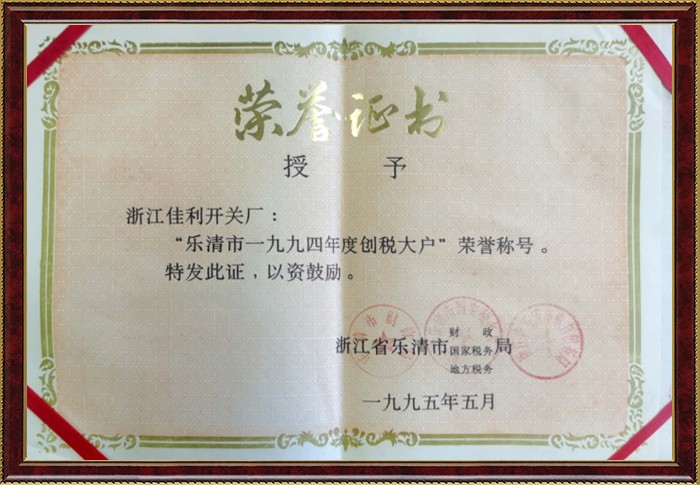 荣誉证书
授 予
浙江佳利开关厂：
“乐清市一九九四年度创税大户”荣誉称号。
特发此证，以资鼓励。
财 政
浙江省乐清市国家税务局
地方税务
一九九五年五月